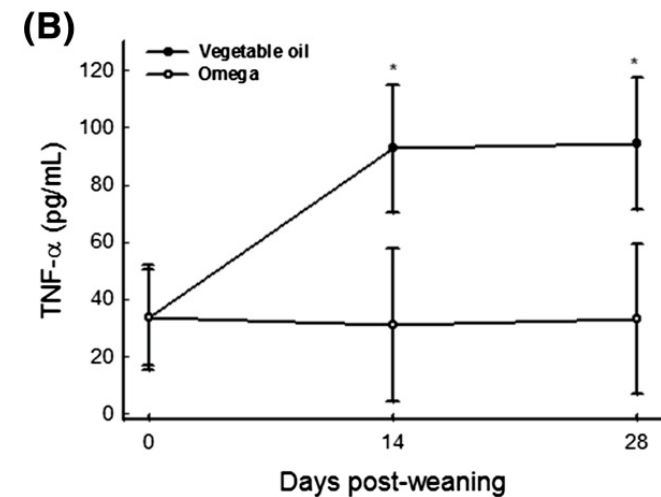 (B)
Vegetable oil
Omega
120
100
80
60
40
20
0
TNF-α (pg/mL)
*
*
0 14 28
Days post-weaning